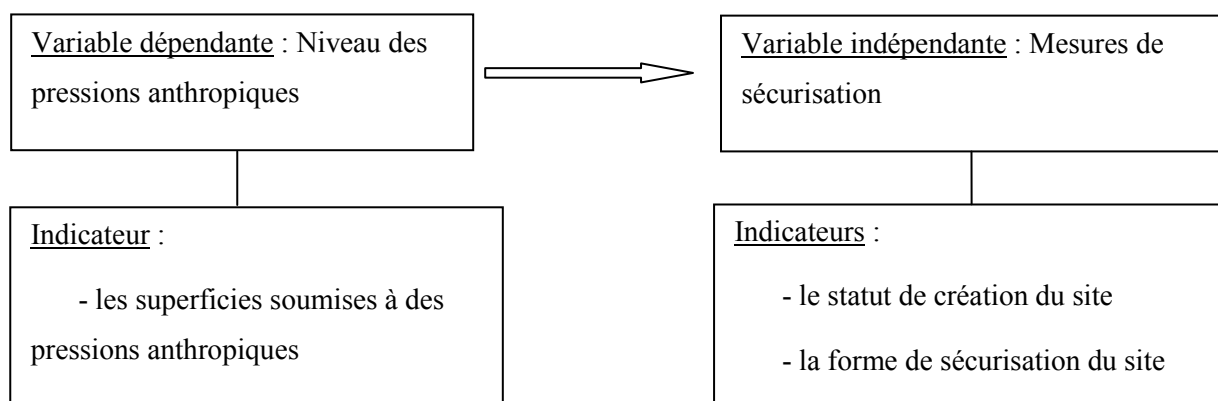 Variable dépendante : Niveau des
pressions anthropiques
Variable indépendante : Mesures de
sécurisation
Indicateur :
- les superficies soumises à des
pressions anthropiques
Indicateurs :
- le statut de création du site
- la forme de sécurisation du site